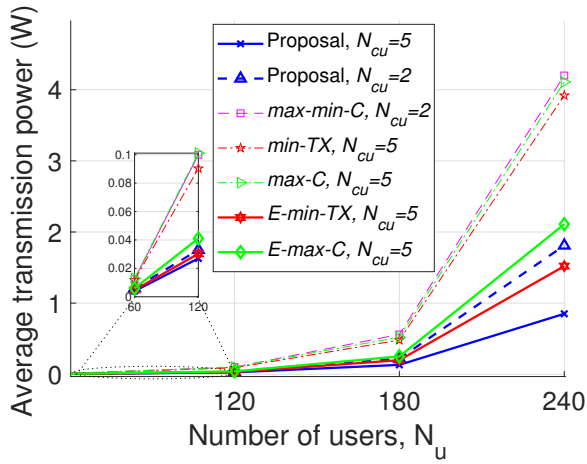 Average transmission power (W)
4
3
2
1
0
Proposal, N_cu=5
Proposal, N_cu=2
max-min-C, N_cu=2
min-TX, N_cu=5
max-C, N_cu=5
E-min-TX, N_cu=5
E-max-C, N_cu=5
0.1
0.08
0.06
0.04
0.02
0
60 120
120 180 240
Number of users, N_u